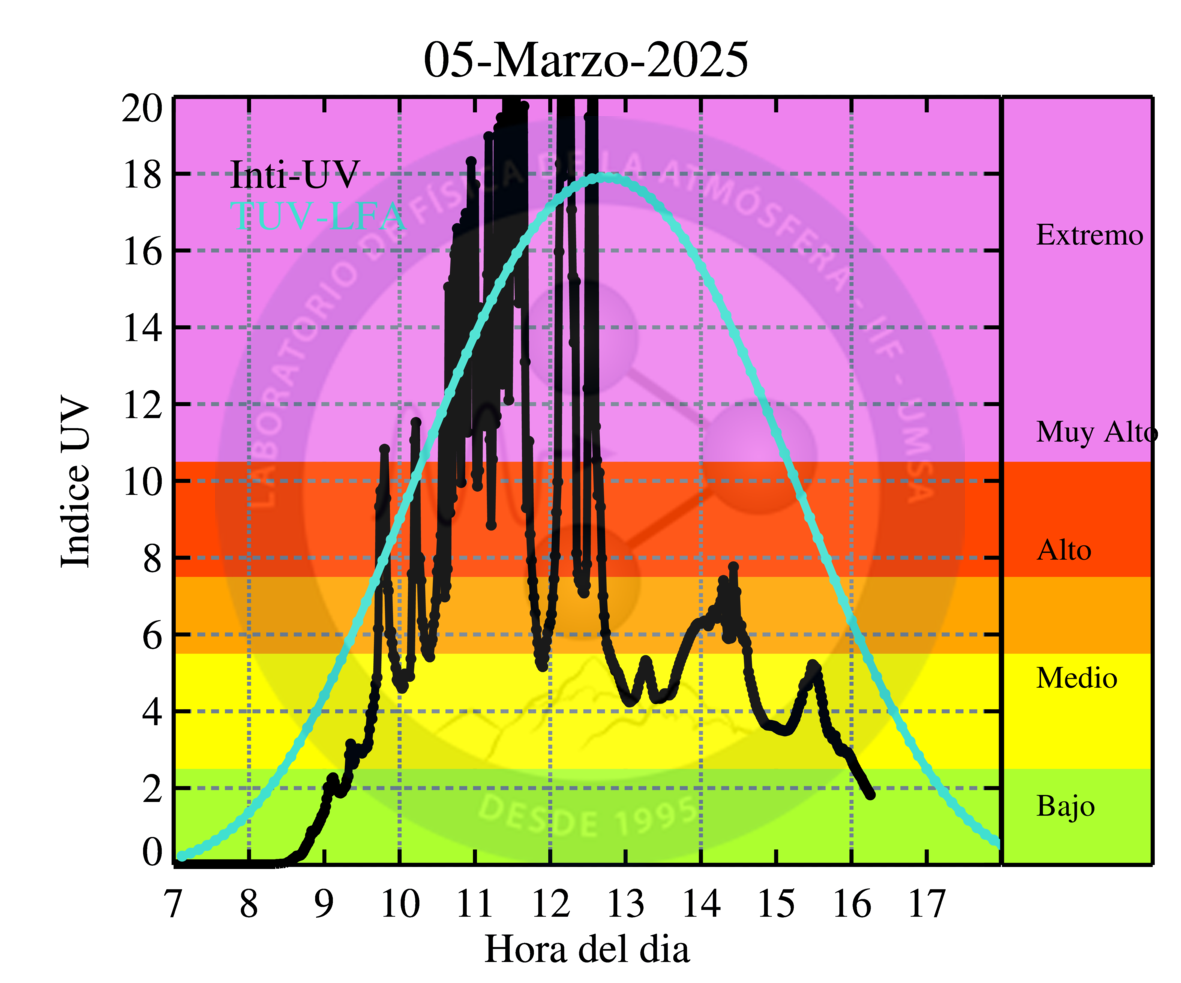 05-Marzo-2025
Indice UV
20
18
16
14
12
10
8
6
4
2
0
Inti-UV
TUV-LFA
LABORATORIO DE FÍSICA DE LA ATMÓSFERA - IIF - UMSA
DESDE 1995
Extremo
Muy Alto
Alto
Medio
Bajo
7 8 9 10 11 12 13 14 15 16 17
Hora del dia